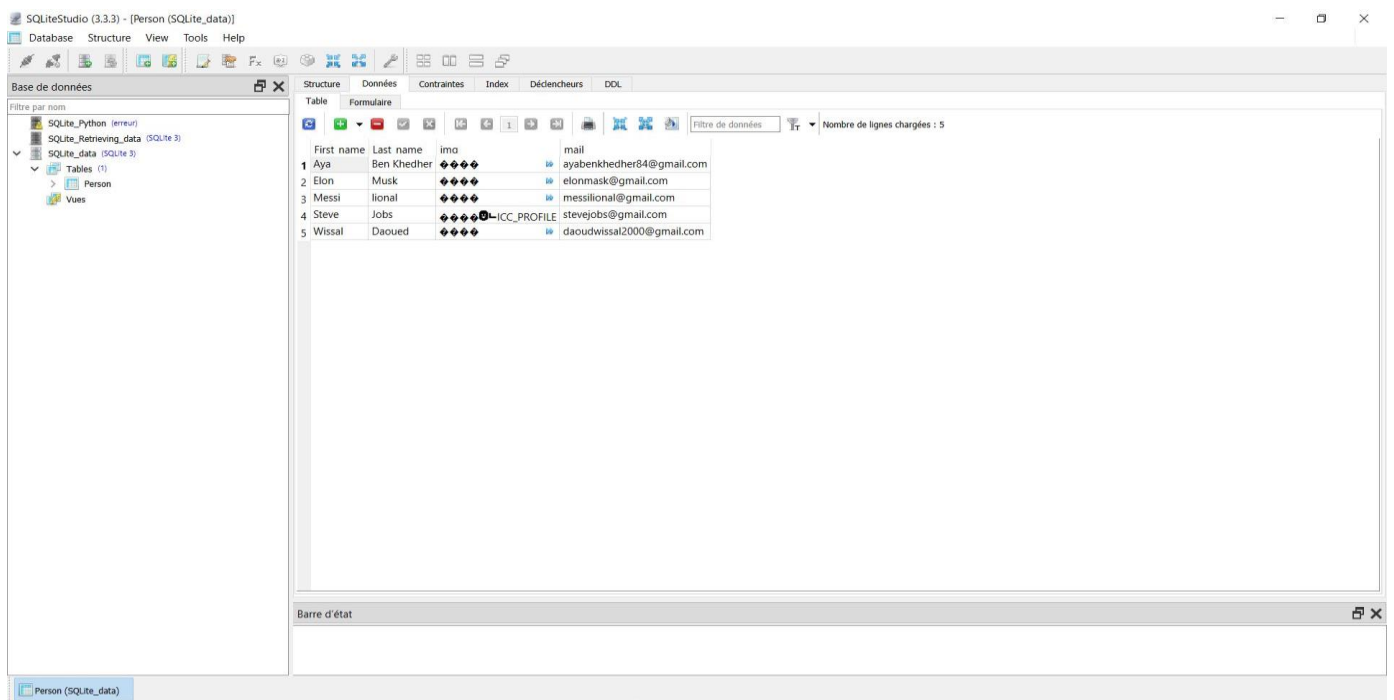 SQLiteStudio (3.3.3) - [Person (SQLite_data)]
Database Structure View Tools Help
Base de données
Filtre par nom
SQLite_Python (erreur)
SQLite_Retrieving_data (SQLite 3)
SQLite_data (SQLite 3)
Tables (1)
Person
Vues
Structure Données Contraintes Index Déclencheurs DDL
Table Formulaire
1 Filtre de données Nombre de lignes chargées : 5
First name Last name img mail
1 Aya Ben Khedher ���� ayabenkhedher84@gmail.com
2 Elon Musk ���� elonmask@gmail.com
3 Messi lional ���� messilional@gmail.com
4 Steve Jobs ����ICC_PROFILE stevejobs@gmail.com
5 Wissal Daoued ���� daoudwissal2000@gmail.com
Barre d'état
Person (SQLite_data)